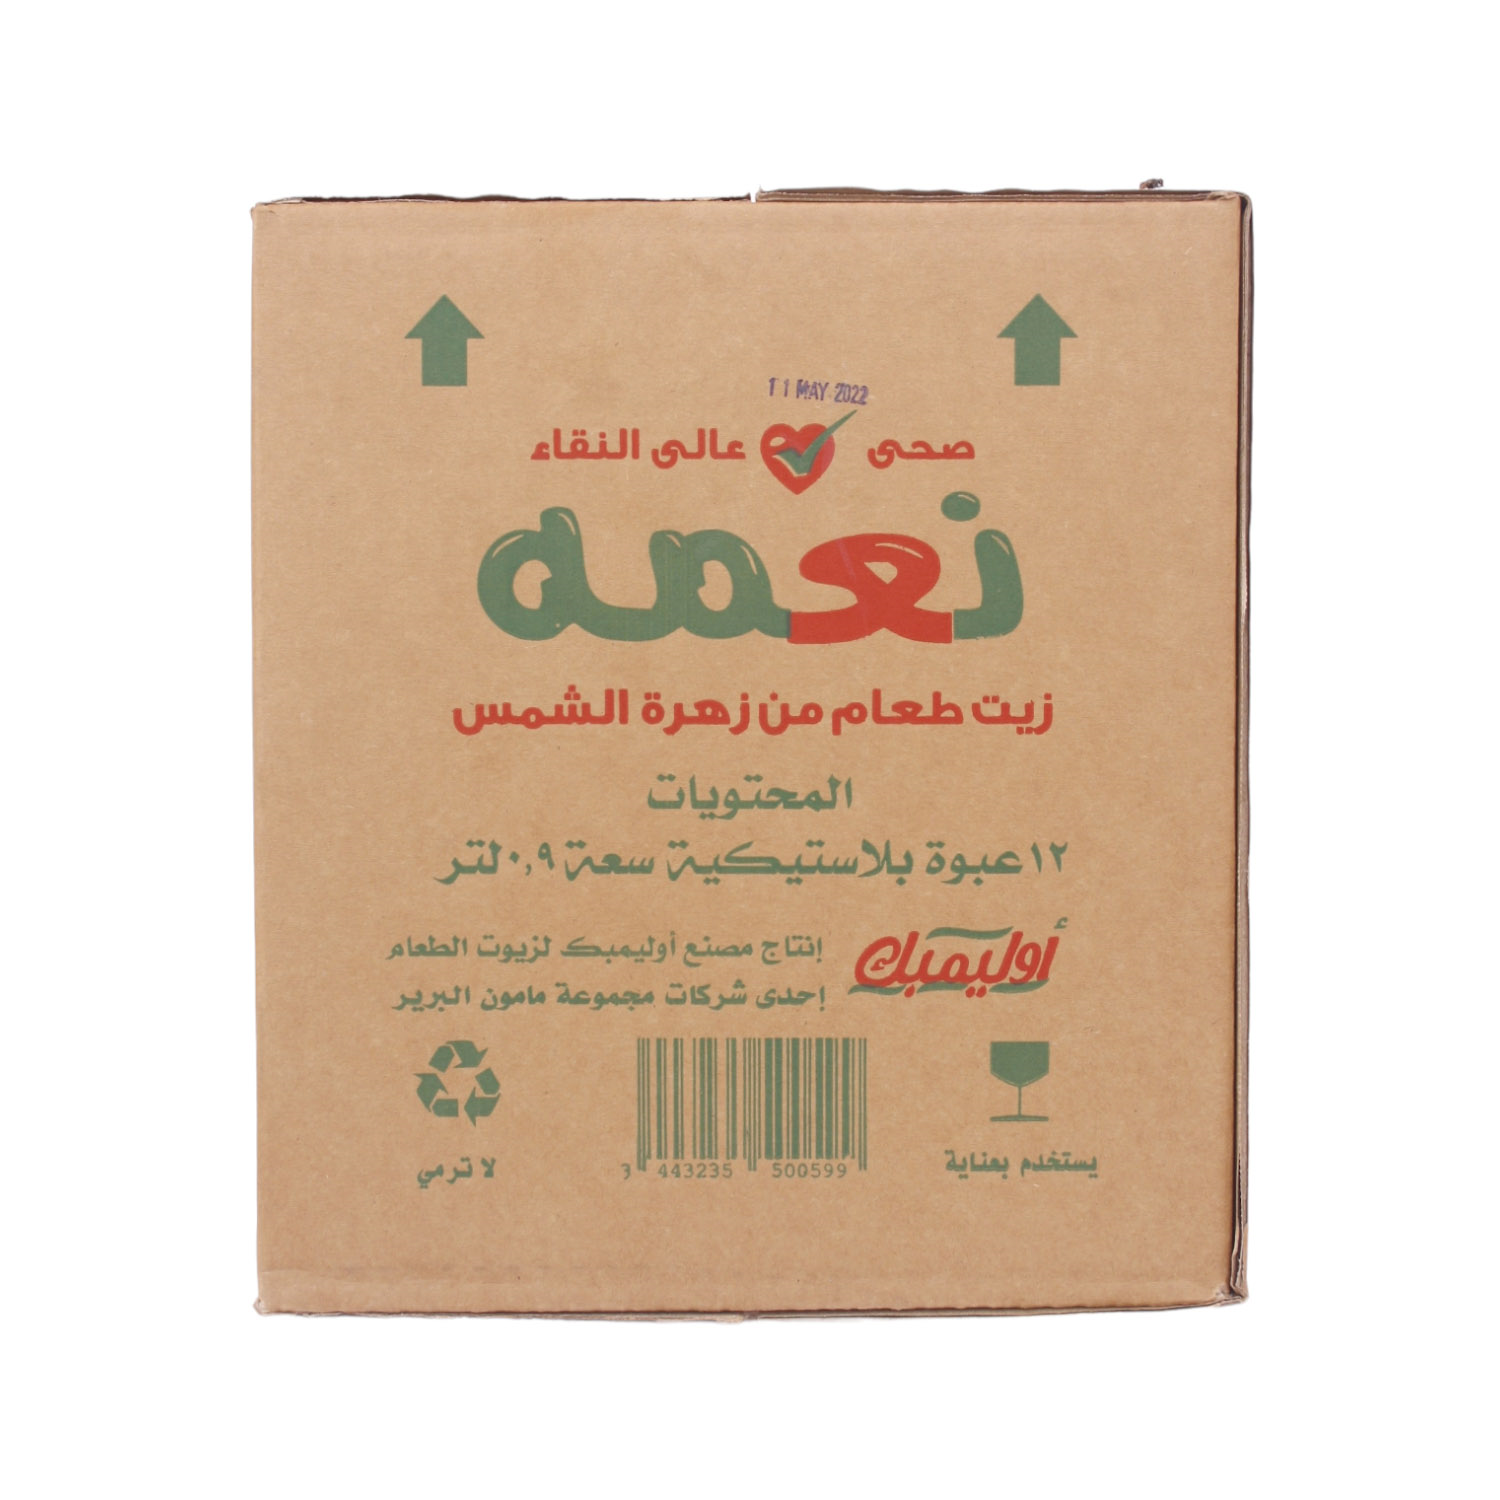 11 MAY 2022
صحى عالى النقاء
نعمه
زيت طعام من زهرة الشمس
المحتويات
١٢ عبوة بلاستيكية سعة ٠,٩ لتر
أوليمبك
إنتاج مصنع أوليمبك لزيوت الطعام
إحدى شركات مجموعة مامون البرير
3 443235 500599
يستخدم بعناية
لا ترمي